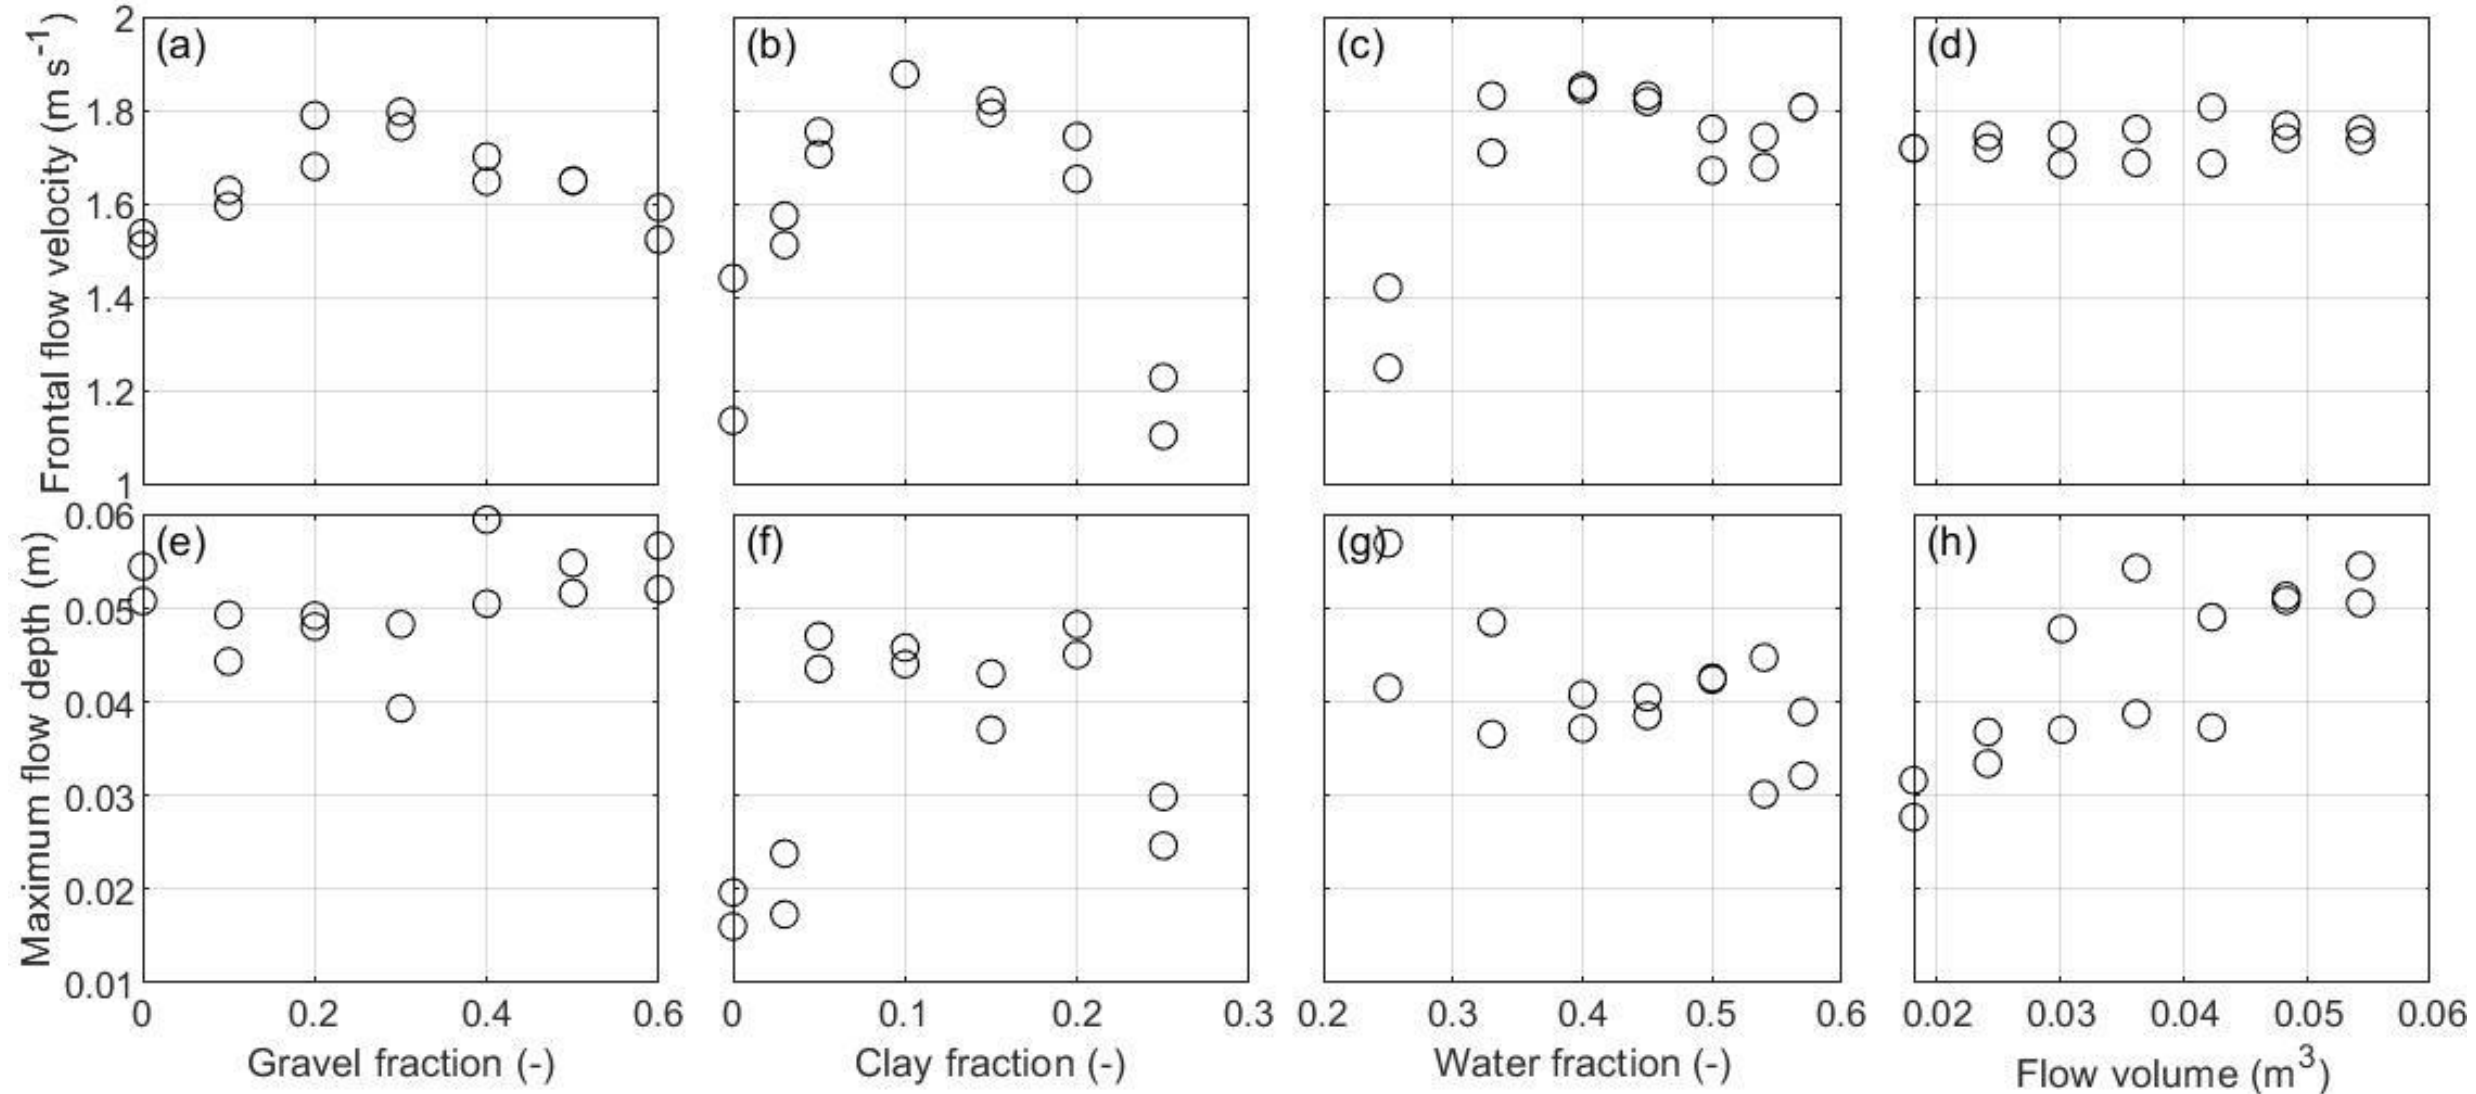 Frontal flow velocity (m s-1)
2
1.8
1.6
1.4
1.2
1
(a)
(b)
(c)
(d)
Maximum flow depth (m)
0.06
0.05
0.04
0.03
0.02
0.01
(e)
(f)
(g)
(h)
0 0.2 0.4 0.6
0 0.1 0.2 0.3
0.2 0.3 0.4 0.5 0.6
0.02 0.03 0.04 0.05 0.06
Gravel fraction (-)
Clay fraction (-)
Water fraction (-)
Flow volume (m3)